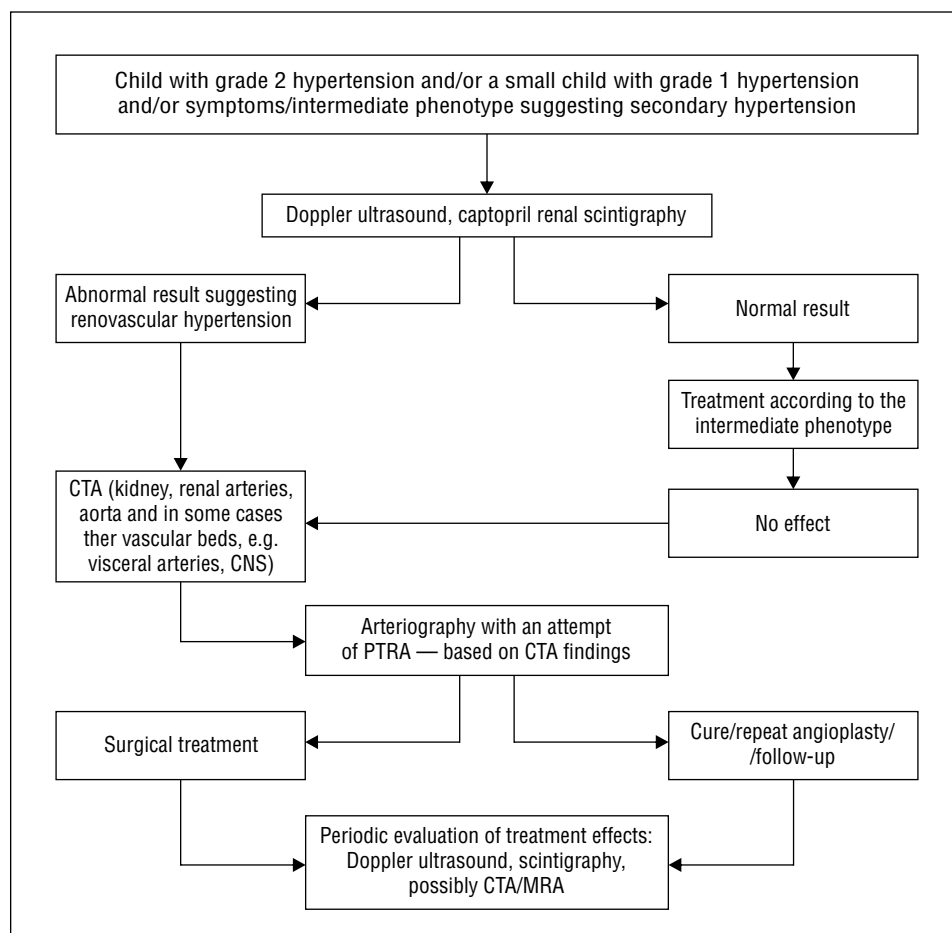 Child with grade 2 hypertension and/or a small child with grade 1 hypertension
and/or symptoms/intermediate phenotype suggesting secondary hypertension
Doppler ultrasound, captopril renal scintigraphy
Abnormal result suggesting
renovascular hypertension
Normal result
Treatment according to the
intermediate phenotype
CTA (kidney, renal arteries,
aorta and in some cases
ther vascular beds, e.g.
visceral arteries, CNS)
No effect
Arteriography with an attempt
of PTRA — based on CTA findings
Surgical treatment
Cure/repeat angioplasty/
/follow-up
Periodic evaluation of treatment effects:
Doppler ultrasound, scintigraphy,
possibly CTA/MRA